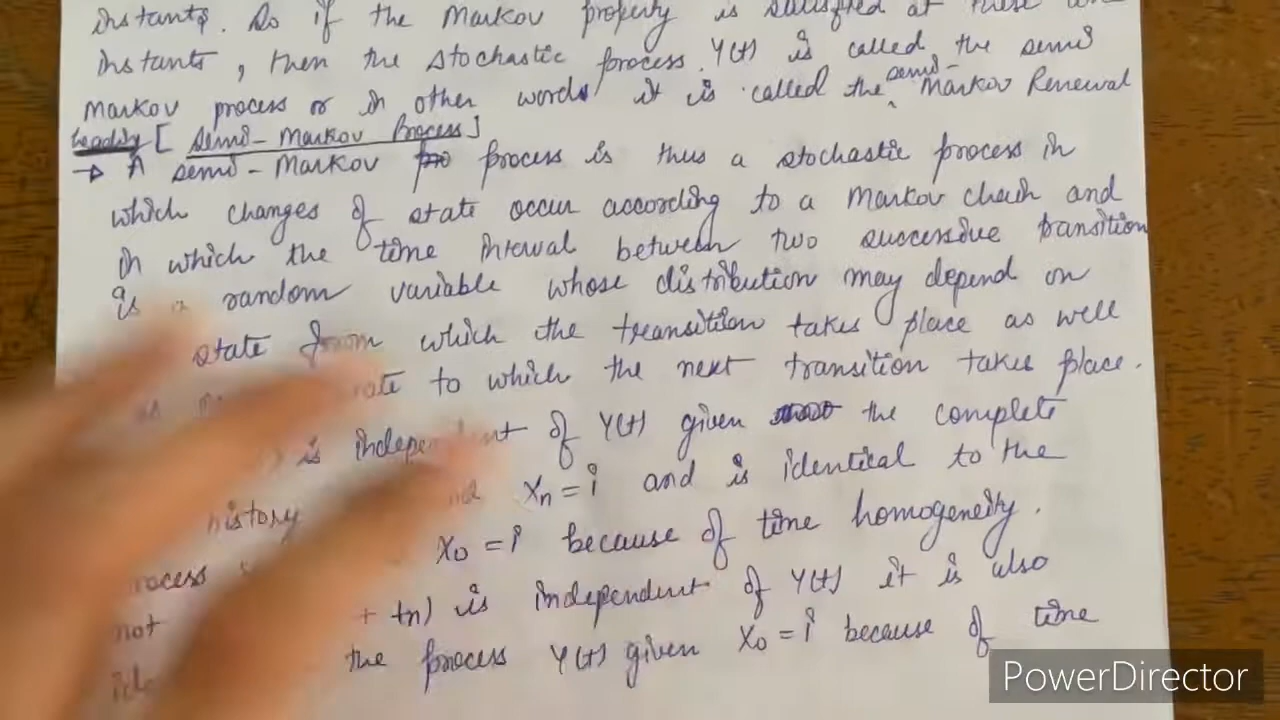 instants. So if the Markov property is satisfied at these
instants, then the stochastic process Y(t) is called the semi
Markov process or in other words it is called the semi- Markov Renewal
heading [ Semi-Markov Process]
→ A semi-Markov process is thus a stochastic process in
which changes of state occur according to a Markov chain and
in which the time interval between two successive transition
is random variable whose distribution may depend on
state from which the transition takes place as well
as to which the next transition takes place.
is independent of Y(t) given the complete
history Xn = i and is identical to the
X0 = i because of time homogeneity.
not + tn) is independent of Y(t) it is also
the process Y(t) given X0 = i because of time
PowerDirector